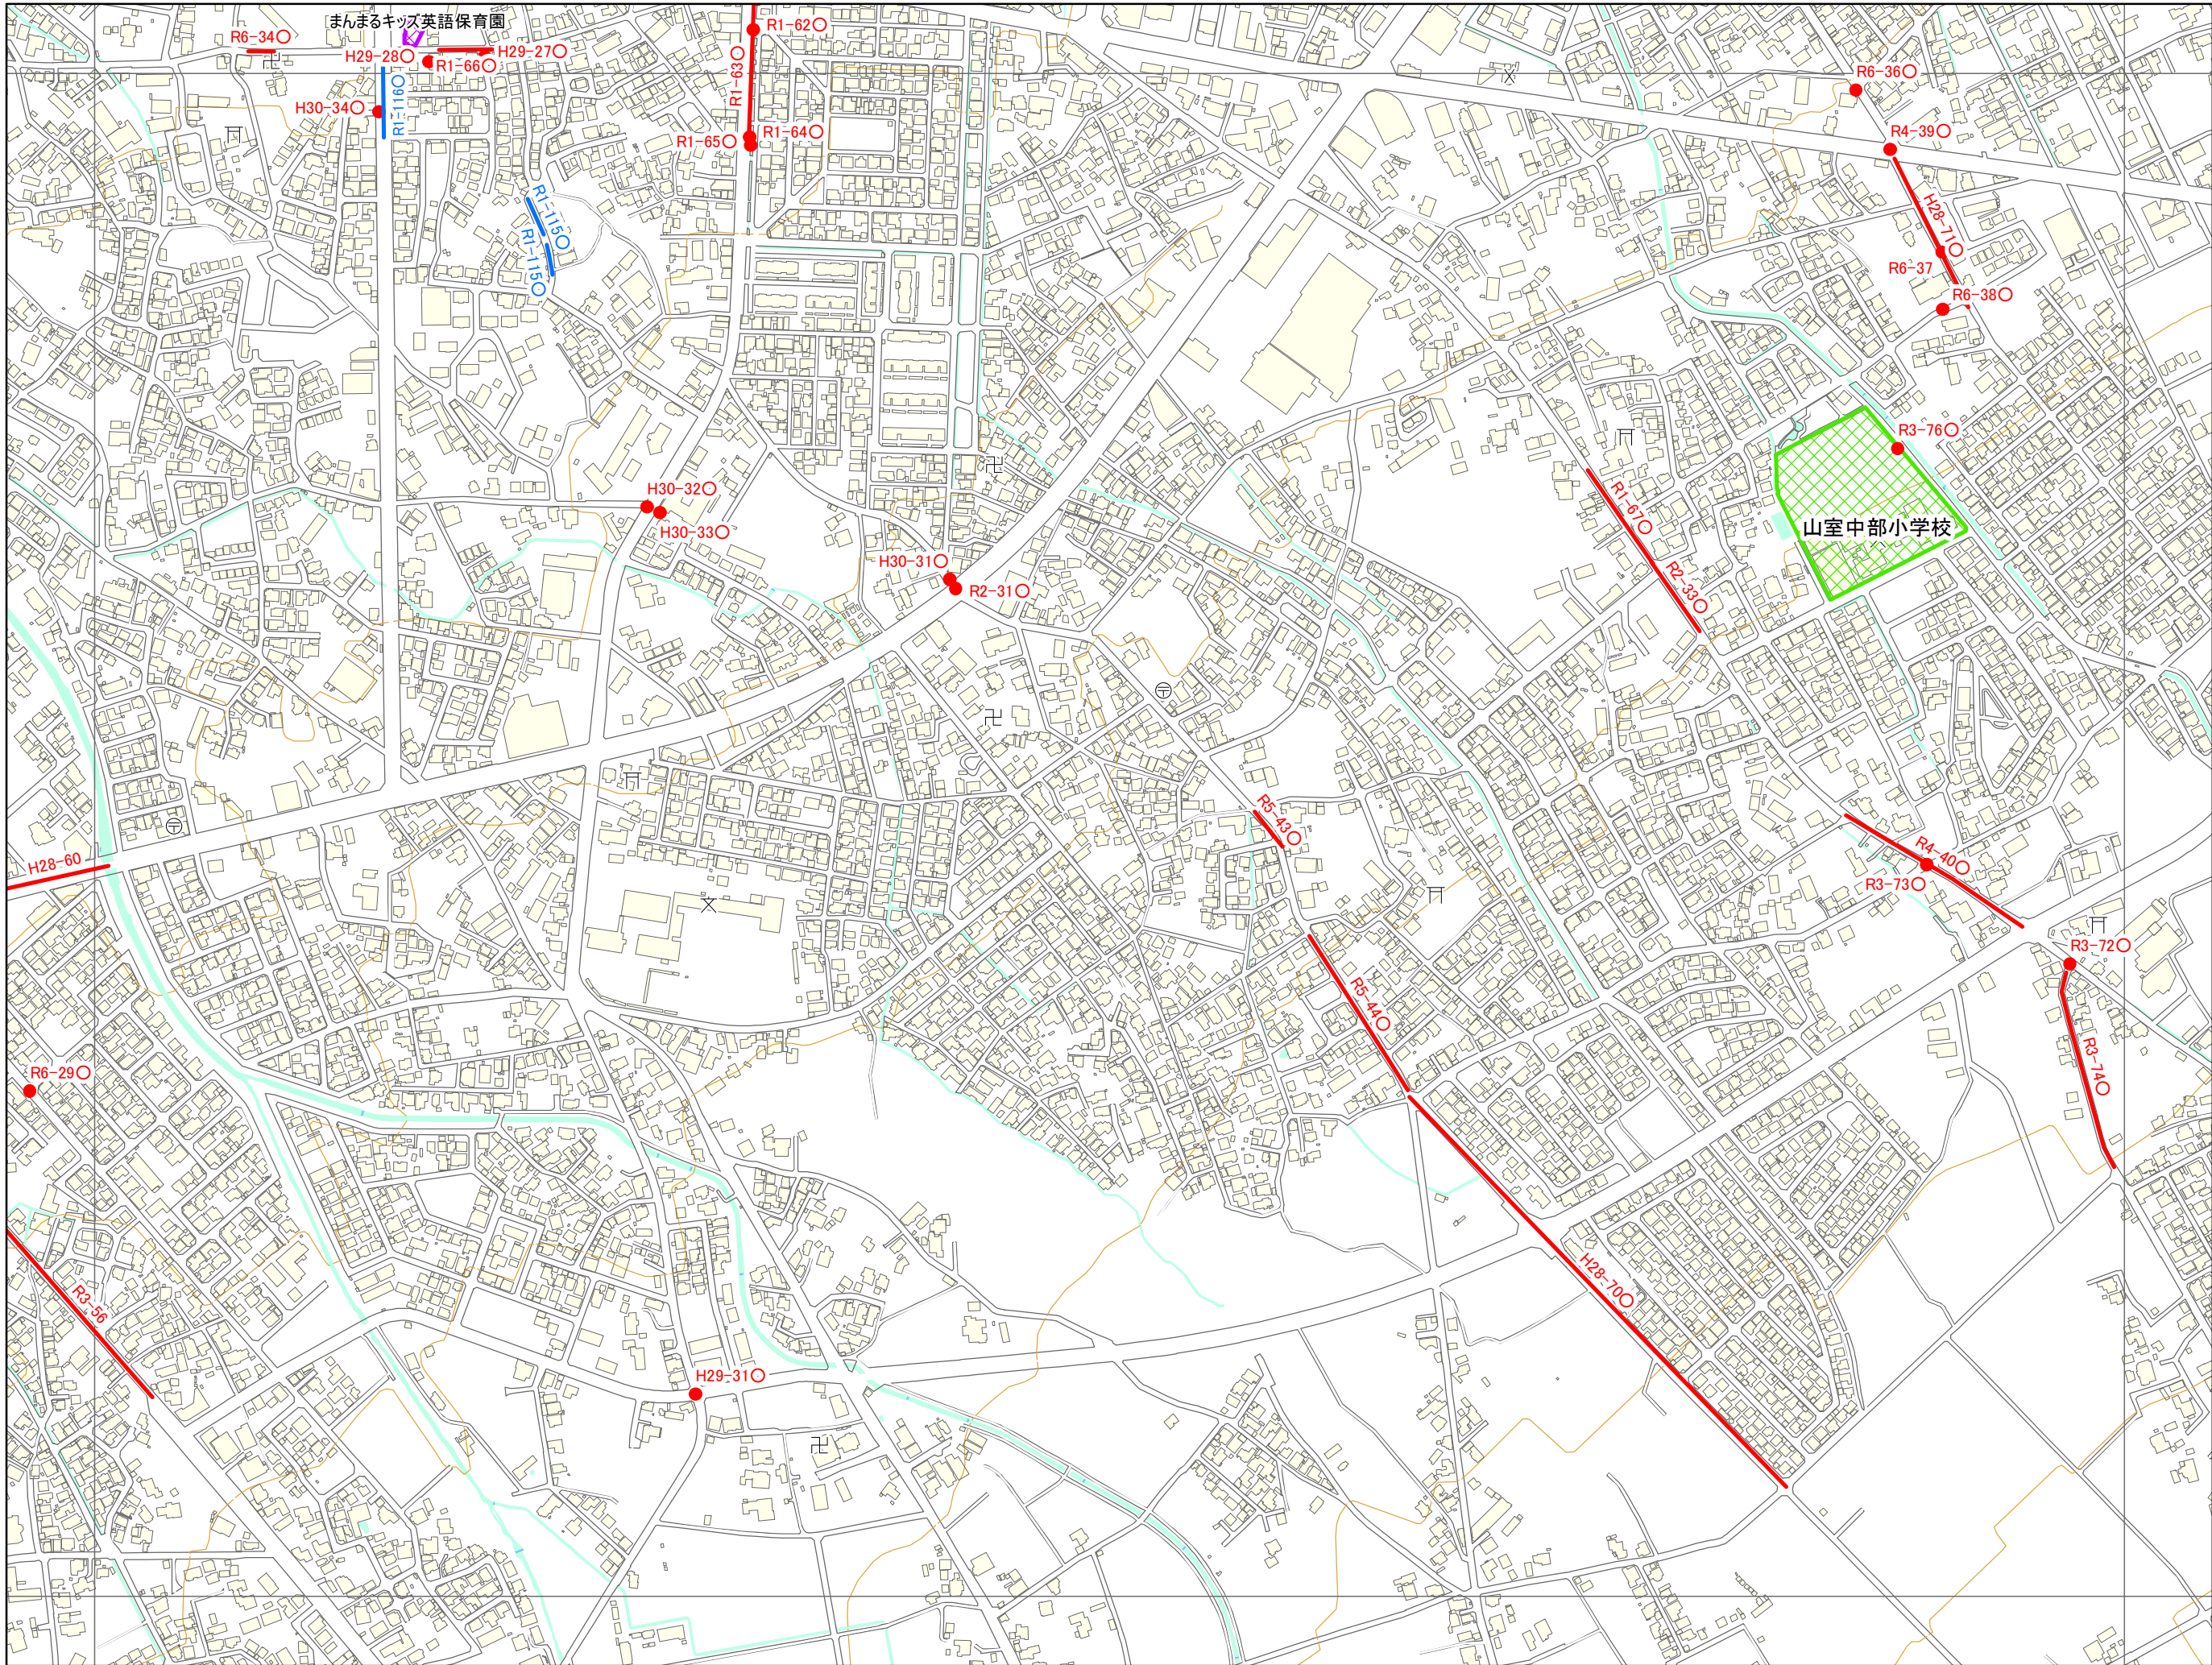 まんまるキッズ英語保育園
R6-34○
H29-28○
R1-66○
H29-27○
R1-62○
R1-63○
R1-116○
H30-34○
R1-65○
R1-64○
R6-36○
R4-39○
H28-71○
R6-37
R6-38○
R1-115○
R1-115○
R3-76○
山室中部小学校
H30-32○
H30-33○
R1-67○
R2-33○
H30-31○
R2-31○
R5-43○
H28-60
R4-40○
R3-73○
R3-72○
R5-44○
R3-74○
R6-29○
H28-70○
R3-56
H29-31○